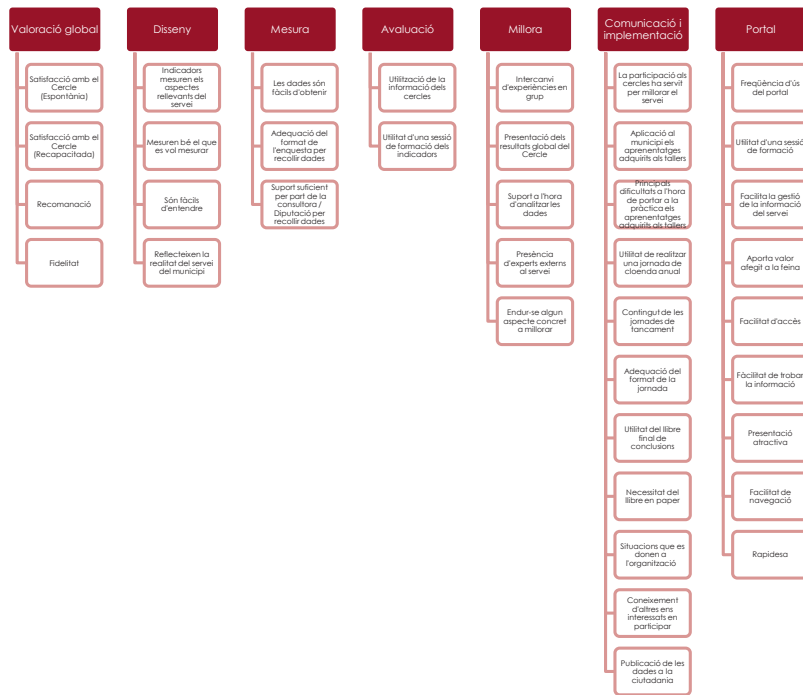 Valoració global
Satisfacció amb el
Cercle
(Espontània)
Satisfacció amb el
Cercle
(Recapacitada)
Recomanació
Fidelitat
Disseny
Indicadors
mesuren els
aspectes
rellevants del
servei
Mesuren bé el que
es vol mesurar
Són fàcils
d'entendre
Reflecteixen la
realitat del servei
del municipi
Mesura
Les dades són
fàcils d'obtenir
Adequació del
format de
l'enquesta per
recollir dades
Suport suficient
per part de la
consultora /
Diputació per
recollir dades
Avaluació
Utilització de la
informació dels
cercles
Utilitat d'una sessió
de formació dels
indicadors
Millora
Intercanvi
d'experiències en
grup
Presentació dels
resultats global del
Cercle
Suport a l'hora
d'analitzar les
dades
Presència
d'experts externs
al servei
Endur-se algun
aspecte concret
a millorar
Comunicació i
implementació
La participació als
cercles ha servit
per millorar el
servei
Aplicació al
municipi els
aprenentatges
adquirits als tallers
Principals
dificultats a l'hora
de portar a la
pràctica els
aprenentatges
adquirits als tallers
Utilitat de realitzar
una jornada de
cloenda anual
Contingut de les
jornades de
tancament
Adequació del
format de la
jornada
Utilitat del llibre
final de
conclusions
Necessitat del
llibre en paper
Situacions que es
donen a
l'organització
Coneixement
d'altres ens
interessats en
participar
Publicació de les
dades a la
ciutadania
Portal
Freqüència d'ús
del portal
Utilitat d'una sessió
de formació
Facilita la gestió
de la informació
del servei
Aporta valor
afegit a la feina
Facilitat d'accés
Fàcilitat de trobar
la informació
Presentació
atractiva
Facilitat de
navegació
Rapidesa